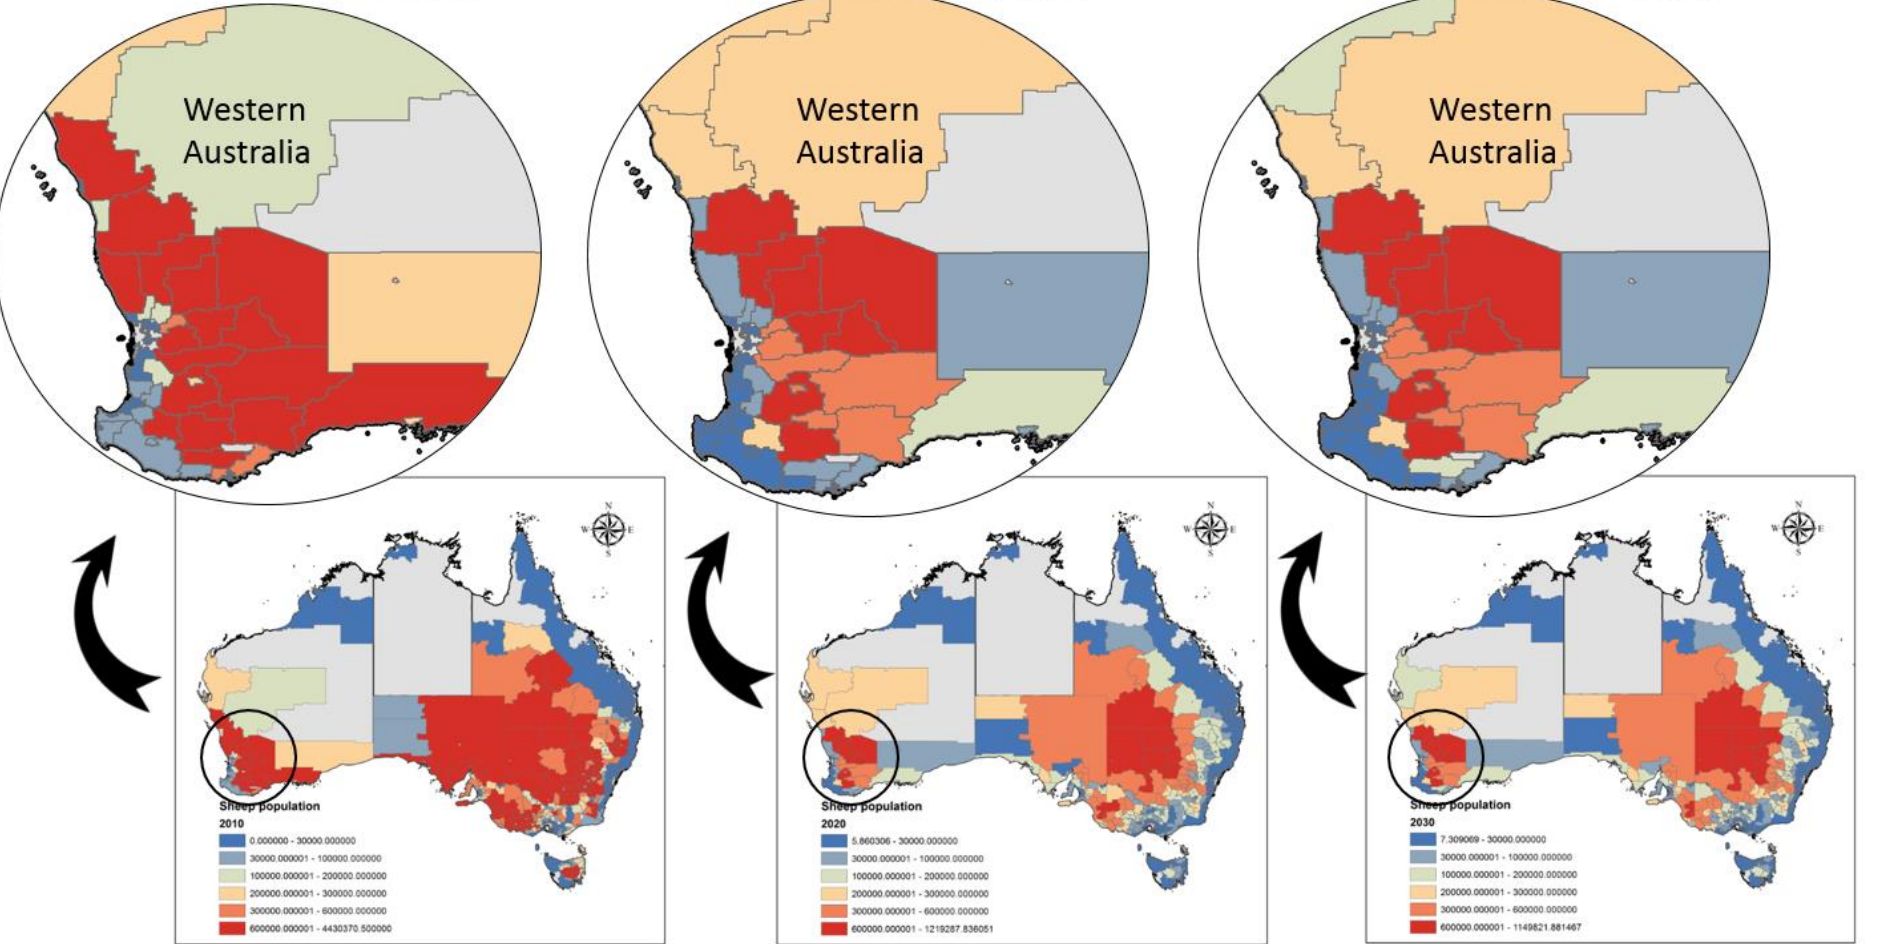 Western
Australia
Western
Australia
Western
Australia
N
W E
S
N
W E
S
N
W E
S
Sheep population
2010
0.000000 - 30000.000000
30000.000001 - 100000.000000
100000.000001 - 200000.000000
200000.000001 - 300000.000000
300000.000001 - 600000.000000
600000.000001 - 4430370.500000
Sheep population
2020
5.860306 - 30000.000000
30000.000001 - 100000.000000
100000.000001 - 200000.000000
200000.000001 - 300000.000000
300000.000001 - 600000.000000
600000.000001 - 1219287.836051
Sheep population
2030
7.309069 - 30000.000000
30000.000001 - 100000.000000
100000.000001 - 200000.000000
200000.000001 - 300000.000000
300000.000001 - 600000.000000
600000.000001 - 1149821.881467